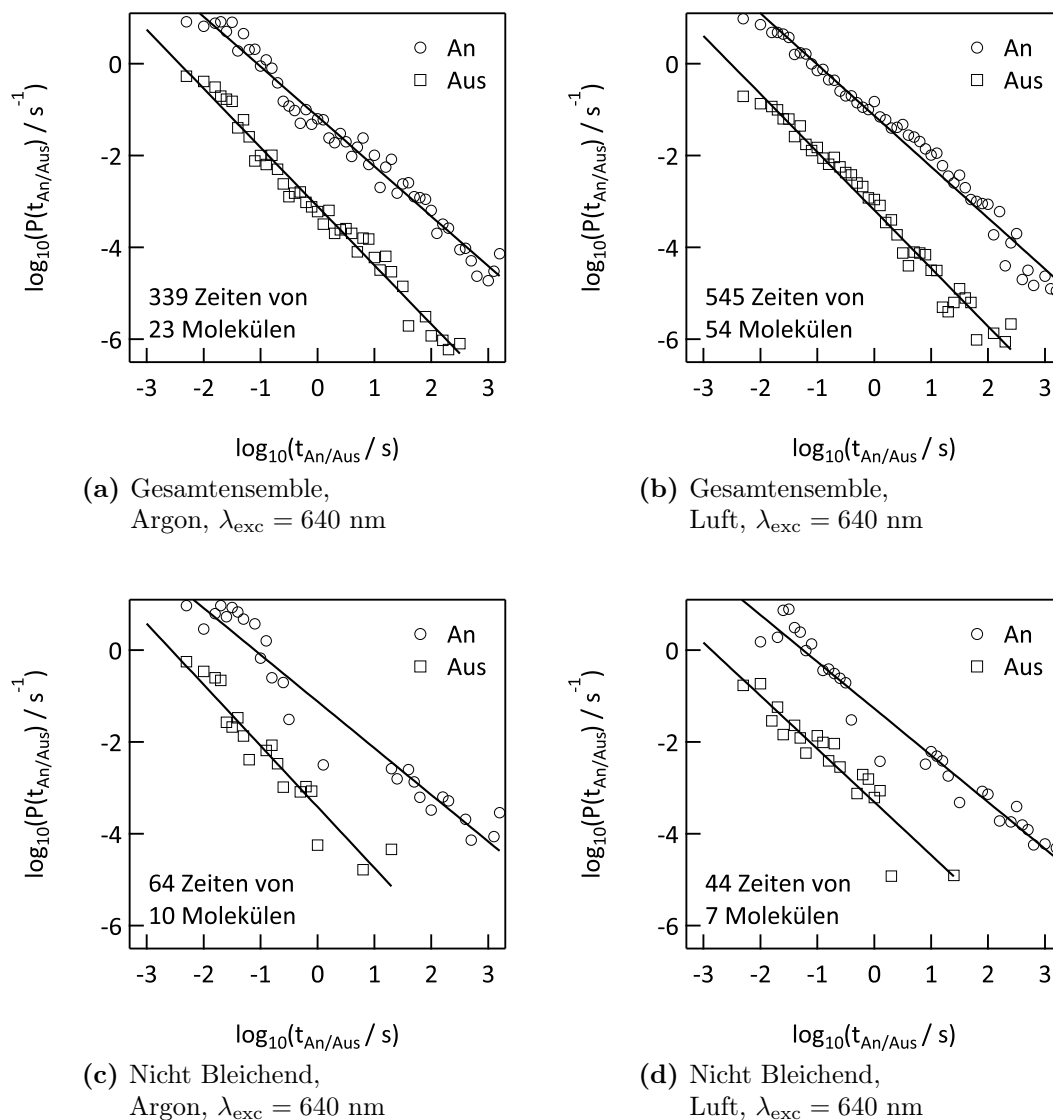 0
-2
-4
-6
log10(P(tAn/Aus) / s-1)
An
Aus
339 Zeiten von
23 Molekülen
-3 -2 -1 0 1 2 3
log10(tAn/Aus / s)
(a) Gesamtensemble,
Argon, λexc = 640 nm
0
-2
-4
-6
log10(P(tAn/Aus) / s-1)
An
Aus
545 Zeiten von
54 Molekülen
-3 -2 -1 0 1 2 3
log10(tAn/Aus / s)
(b) Gesamtensemble,
Luft, λexc = 640 nm
0
-2
-4
-6
log10(P(tAn/Aus) / s-1)
An
Aus
64 Zeiten von
10 Molekülen
-3 -2 -1 0 1 2 3
log10(tAn/Aus / s)
(c) Nicht Bleichend,
Argon, λexc = 640 nm
0
-2
-4
-6
log10(P(tAn/Aus) / s-1)
An
Aus
44 Zeiten von
7 Molekülen
-3 -2 -1 0 1 2 3
log10(tAn/Aus / s)
(d) Nicht Bleichend,
Luft, λexc = 640 nm